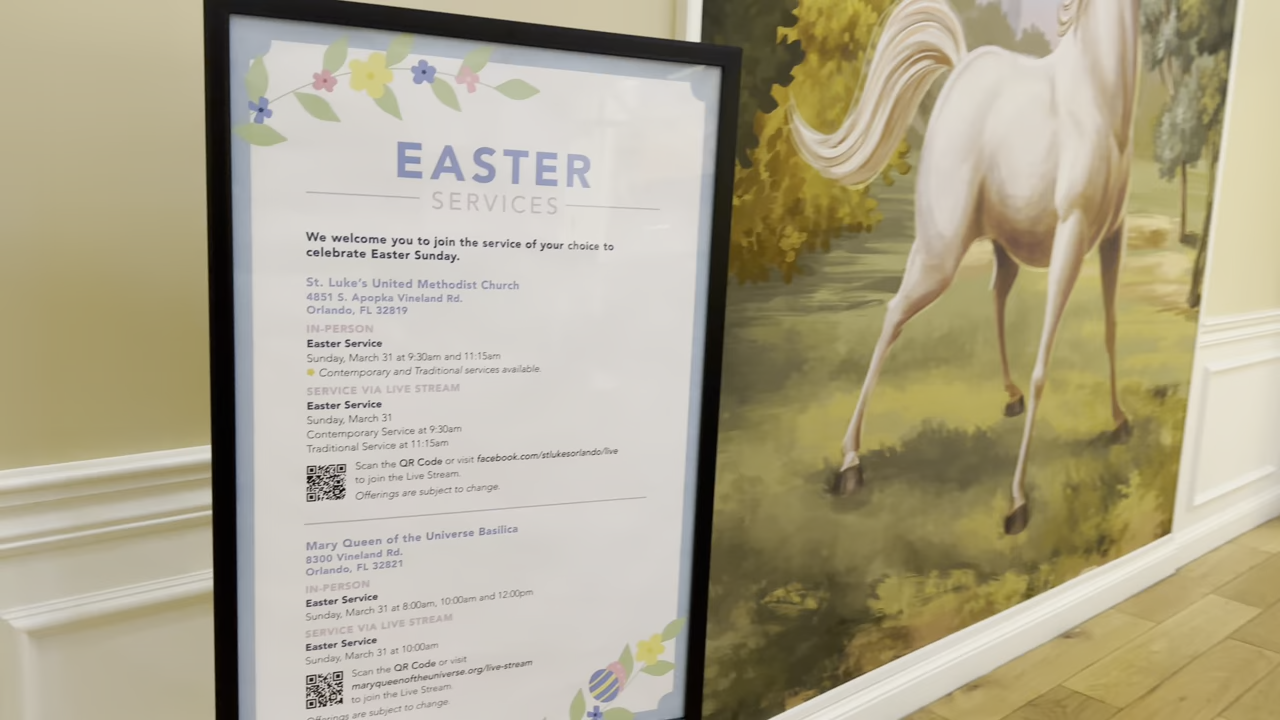 EASTER
SERVICES
We welcome you to join the service of your choice to
celebrate Easter Sunday.
St. Luke's United Methodist Church
4851 S. Apopka Vineland Rd.
Orlando, FL 32819
IN-PERSON
Easter Service
Sunday, March 31 at 9:30am and 11:15am
Contemporary and Traditional services available.
SERVICE VIA LIVE STREAM
Easter Service
Sunday, March 31
Contemporary Service at 9:30am
Traditional Service at 11:15am
Scan the QR Code or visit facebook.com/stlukesorlando/live
to join the Live Stream.
Offerings are subject to change.
Mary Queen of the Universe Basilica
8300 Vineland Rd.
Orlando, FL 32821
IN-PERSON
Easter Service
Sunday, March 31 at 8:00am, 10:00am and 12:00pm
SERVICE VIA LIVE STREAM
Easter Service
Sunday, March 31 at 10:00am
Scan the QR Code or visit
maryqueenoftheuniverse.org/live-stream
to join the Live Stream.
Offerings are subject to change.